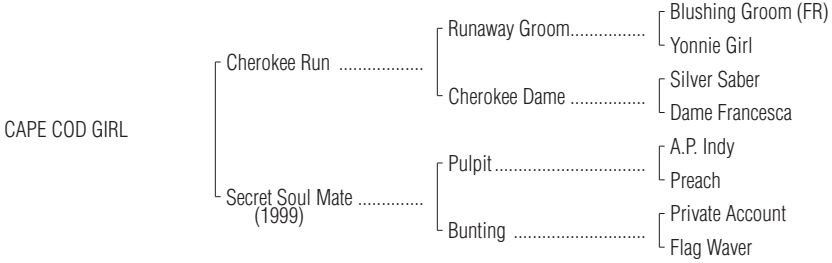 Blushing Groom (FR)
Runaway Groom..................
Yonnie Girl
Cherokee Run ..................
Silver Saber
Cherokee Dame ................
Dame Francesca
CAPE COD GIRL
A.P. Indy
Pulpit................................
Preach
Secret Soul Mate ..............
(1999)
Private Account
Bunting ............................
Flag Waver